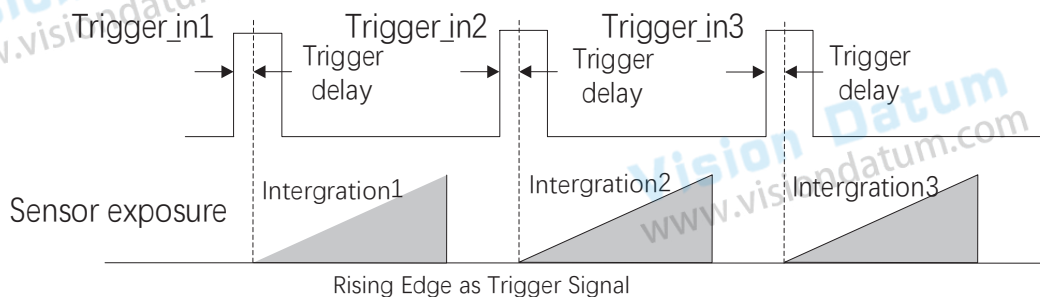 Trigger_in1
Trigger_in2
Trigger_in3
Trigger delay
Trigger delay
Trigger delay
Vision Datum
www.visiondatum.com
Intergration1
Intergration2
Intergration3
Sensor exposure
Rising Edge as Trigger Signal